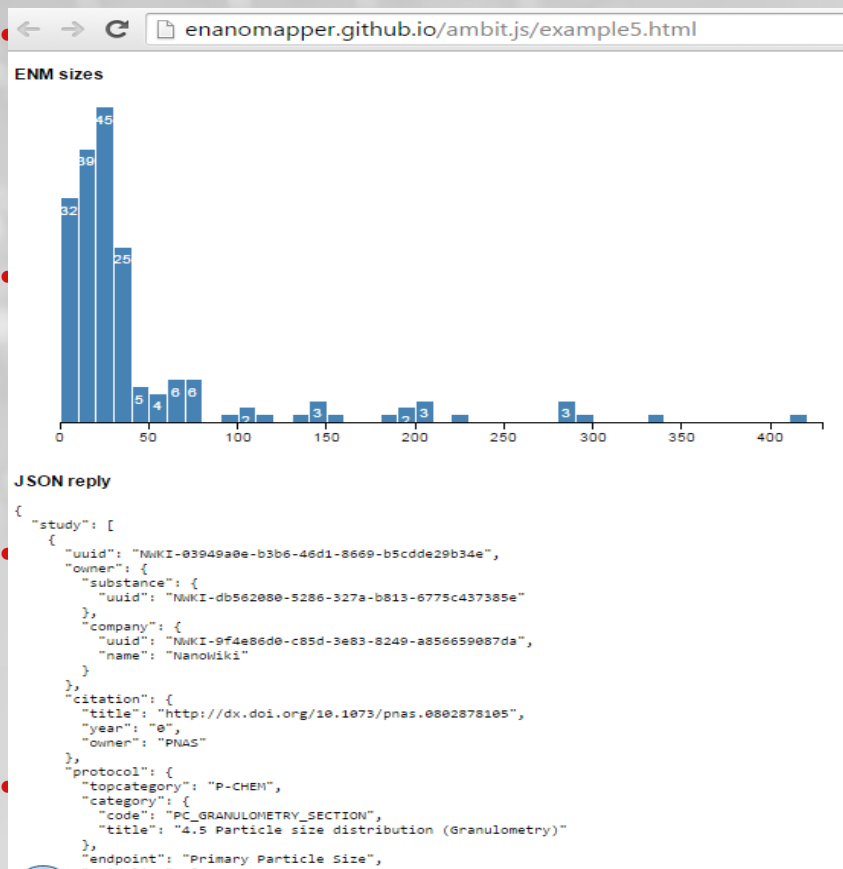 enanomapper.github.io/ambit.js/example5.html
ENM sizes
32
39
45
25
5
4
6
6
2
3
2
3
3
0 50 100 150 200 250 300 350 400
JSON reply
{
"study": [
{
"uuid": "NWKI-03949a0e-b3b6-46d1-8669-b5cdde29b34e",
"owner": {
"substance": {
"uuid": "NWKI-db562080-5286-327a-b813-6775c437385e"
},
"company": {
"uuid": "NWKI-9f4e86d0-c85d-3e83-8249-a856659087da",
"name": "NanoWiki"
}
},
"citation": {
"title": "http://dx.doi.org/10.1073/pnas.0802878105",
"year": "0",
"owner": "PNAS"
},
"protocol": {
"topcategory": "P-CHEM",
"category": {
"code": "PC_GRANULOMETRY_SECTION",
"title": "4.5 Particle size distribution (Granulometry)"
},
"endpoint": "Primary Particle Size",